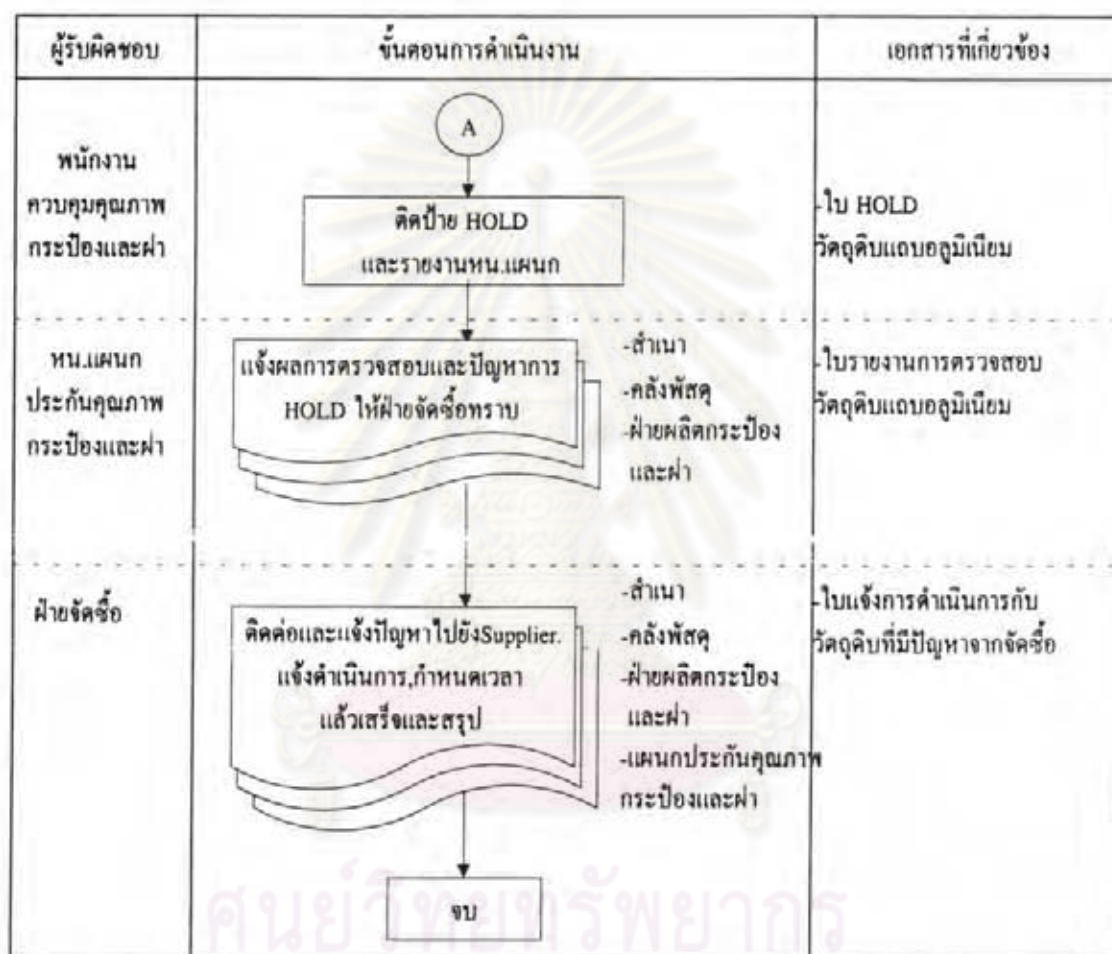 ผู้รับผิดชอบ
ขั้นตอนการดำเนินงาน
เอกสารที่เกี่ยวข้อง
A
พนักงาน
ควบคุมคุณภาพ
กระป๋องและฝา
ติดป้าย HOLD
และรายงานหน.แผนก
-ใบ HOLD
วัตถุดิบแถบอลูมิเนียม
หน.แผนก
ประกันคุณภาพ
กระป๋องและฝา
แจ้งผลการตรวจสอบและปัญหาการ
HOLD ให้ฝ่ายจัดซื้อทราบ
-สำเนา
-คลังพัสดุ
-ฝ่ายผลิตกระป๋อง
และฝา
-ใบรายงานการตรวจสอบ
วัตถุดิบแถบอลูมิเนียม
ฝ่ายจัดซื้อ
ติดต่อและแจ้งปัญหาไปยังSupplier.
แจ้งดำเนินการ,กำหนดเวลา
แล้วเสร็จและสรุป
-สำเนา
-คลังพัสดุ
-ฝ่ายผลิตกระป๋อง
และฝา
-แผนกประกันคุณภาพ
กระป๋องและฝา
-ใบแจ้งการดำเนินการกับ
วัตถุดิบที่มีปัญหาจากจัดซื้อ
จบ
ศูนย์วิทยทรัพยากร